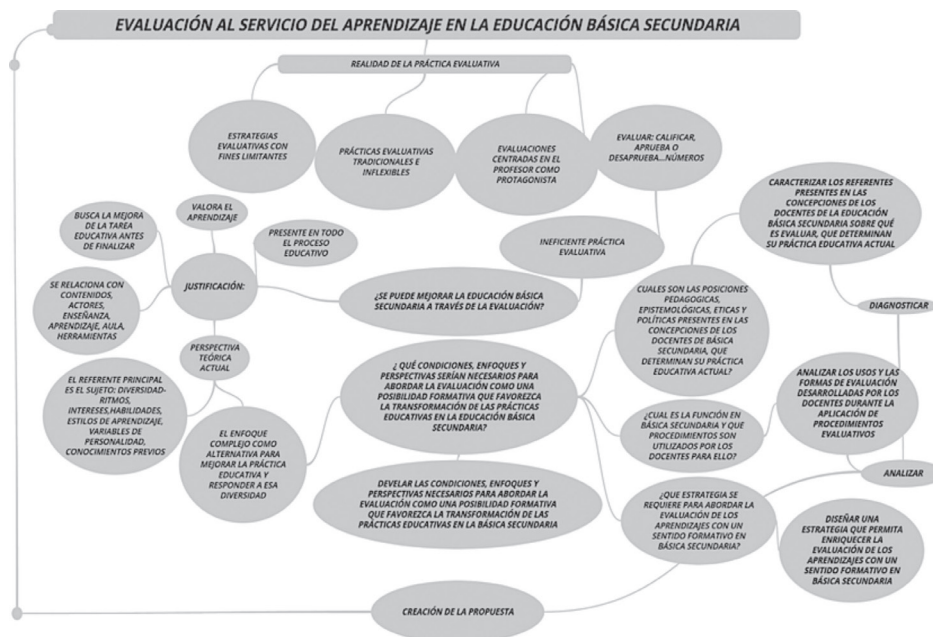 EVALUACIÓN AL SERVICIO DEL APRENDIZAJE EN LA EDUCACIÓN BÁSICA SECUNDARIA
REALIDAD DE LA PRÁCTICA EVALUATIVA
ESTRATEGIAS
EVALUATIVAS CON
FINES LIMITANTES
PRÁCTICAS EVALUATIVAS
TRADICIONALES E
INFLEXIBLES
EVALUACIONES
CENTRADAS EN EL
PROFESOR COMO
PROTAGONISTA
EVALUAR: CALIFICAR,
APRUEBA O
DESAPRUEBA...NÚMEROS
CARACTERIZAR LOS REFERENTES
PRESENTES EN LAS
CONCEPCIONES DE LOS
DOCENTES DE LA EDUCACIÓN
BÁSICA SECUNDARIA SOBRE QUÉ
ES EVALUAR, QUE DETERMINAN
SU PRÁCTICA EDUCATIVA ACTUAL
BUSCA LA MEJORA
DE LA TAREA
EDUCATIVA ANTES
DE FINALIZAR
VALORA EL
APRENDIZAJE
PRESENTE EN TODO
EL PROCESO
EDUCATIVO
INEFICIENTE PRÁCTICA
EVALUATIVA
SE RELACIONA CON
CONTENIDOS,
ACTORES,
ENSEÑANZA,
APRENDIZAJE, AULA,
HERRAMIENTAS
JUSTIFICACIÓN:
¿SE PUEDE MEJORAR LA EDUCACIÓN BÁSICA
SECUNDARIA A TRAVÉS DE LA EVALUACIÓN?
CUALES SON LAS POSICIONES
PEDAGOGICAS,
EPISTEMOLÓGICAS, ETICAS Y
POLÍTICAS PRESENTES EN LAS
CONCEPCIONES DE LOS
DOCENTES DE BÁSICA
SECUNDARIA, QUE
DETERMINAN SU PRÁCTICA
EDUCATIVA ACTUAL?
DIAGNOSTICAR
PERSPECTIVA
TEÓRICA
ACTUAL
EL REFERENTE PRINCIPAL
ES EL SUJETO: DIVERSIDAD-
RITMOS,
INTERESES,HABILIDADES,
ESTILOS DE APRENDIZAJE,
VARIABLES DE
PERSONALIDAD,
CONOCIMIENTOS PREVIOS
EL ENFOQUE
COMPLEJO COMO
ALTERNATIVA PARA
MEJORAR LA PRÁCTICA
EDUCATIVA Y
RESPONDER A ESA
DIVERSIDAD
¿ QUÉ CONDICIONES, ENFOQUES Y
PERSPECTIVAS SERÍAN NECESARIOS PARA
ABORDAR LA EVALUACIÓN COMO UNA
POSIBILIDAD FORMATIVA QUE FAVOREZCA
LA TRANSFORMACIÓN DE LAS PRÁCTICAS
EDUCATIVAS EN LA EDUCACIÓN BÁSICA
SECUNDARIA?
ANALIZAR LOS USOS Y LAS
FORMAS DE EVALUACIÓN
DESARROLLADAS POR LOS
DOCENTES DURANTE LA
APLICACIÓN DE
PROCEDIMIENTOS
EVALUATIVOS
¿CUAL ES LA FUNCIÓN EN
BÁSICA SECUNDARIA Y QUE
PROCEDIMIENTOS SON
UTILIZADOS POR LOS
DOCENTES PARA ELLO?
ANALIZAR
DEVELAR LAS CONDICIONES, ENFOQUES Y
PERSPECTIVAS NECESARIOS PARA ABORDAR LA
EVALUACIÓN COMO UNA POSIBILIDAD FORMATIVA
QUE FAVOREZCA LA TRANSFORMACIÓN DE LAS
PRÁCTICAS EDUCATIVAS EN LA BÁSICA SECUNDARIA
¿QUE ESTRATEGIA SE
REQUIERE PARA ABORDAR LA
EVALUACIÓN DE LOS
APRENDIZAJES CON UN
SENTIDO FORMATIVO EN
BÁSICA SECUNDARIA?
DISEÑAR UNA
ESTRATEGIA QUE PERMITA
ENRIQUECER LA
EVALUACIÓN DE LOS
APRENDIZAJES CON UN
SENTIDO FORMATIVO EN
BÁSICA SECUNDARIA
CREACIÓN DE LA PROPUESTA